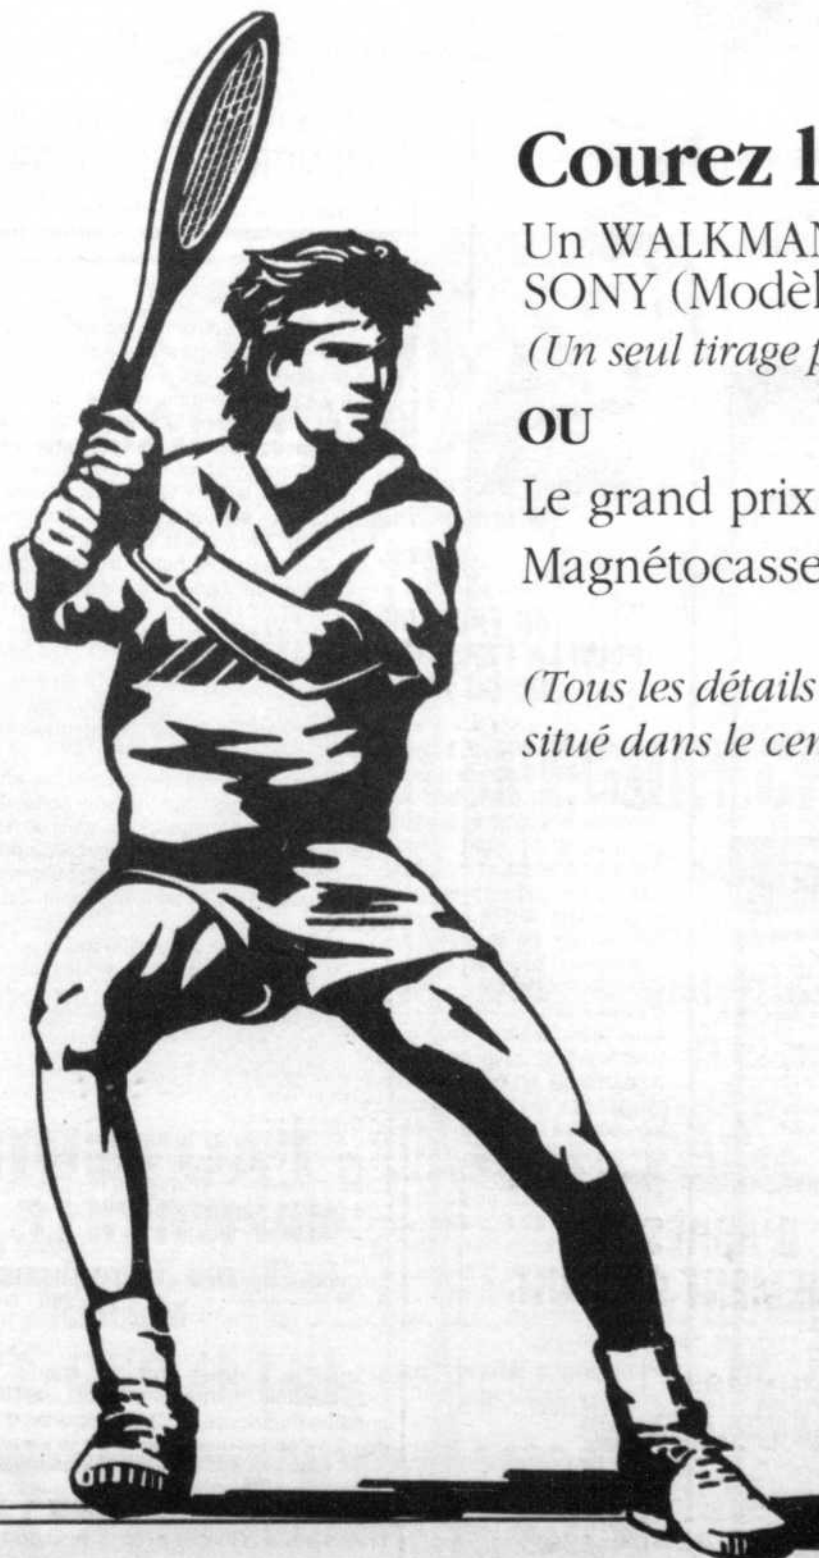 Courez l
Un WALKMAN
SONY (Modèl
(Un seul tirage p
OU
Le grand prix
Magnétocasse
(Tous les détails
situé dans le cen